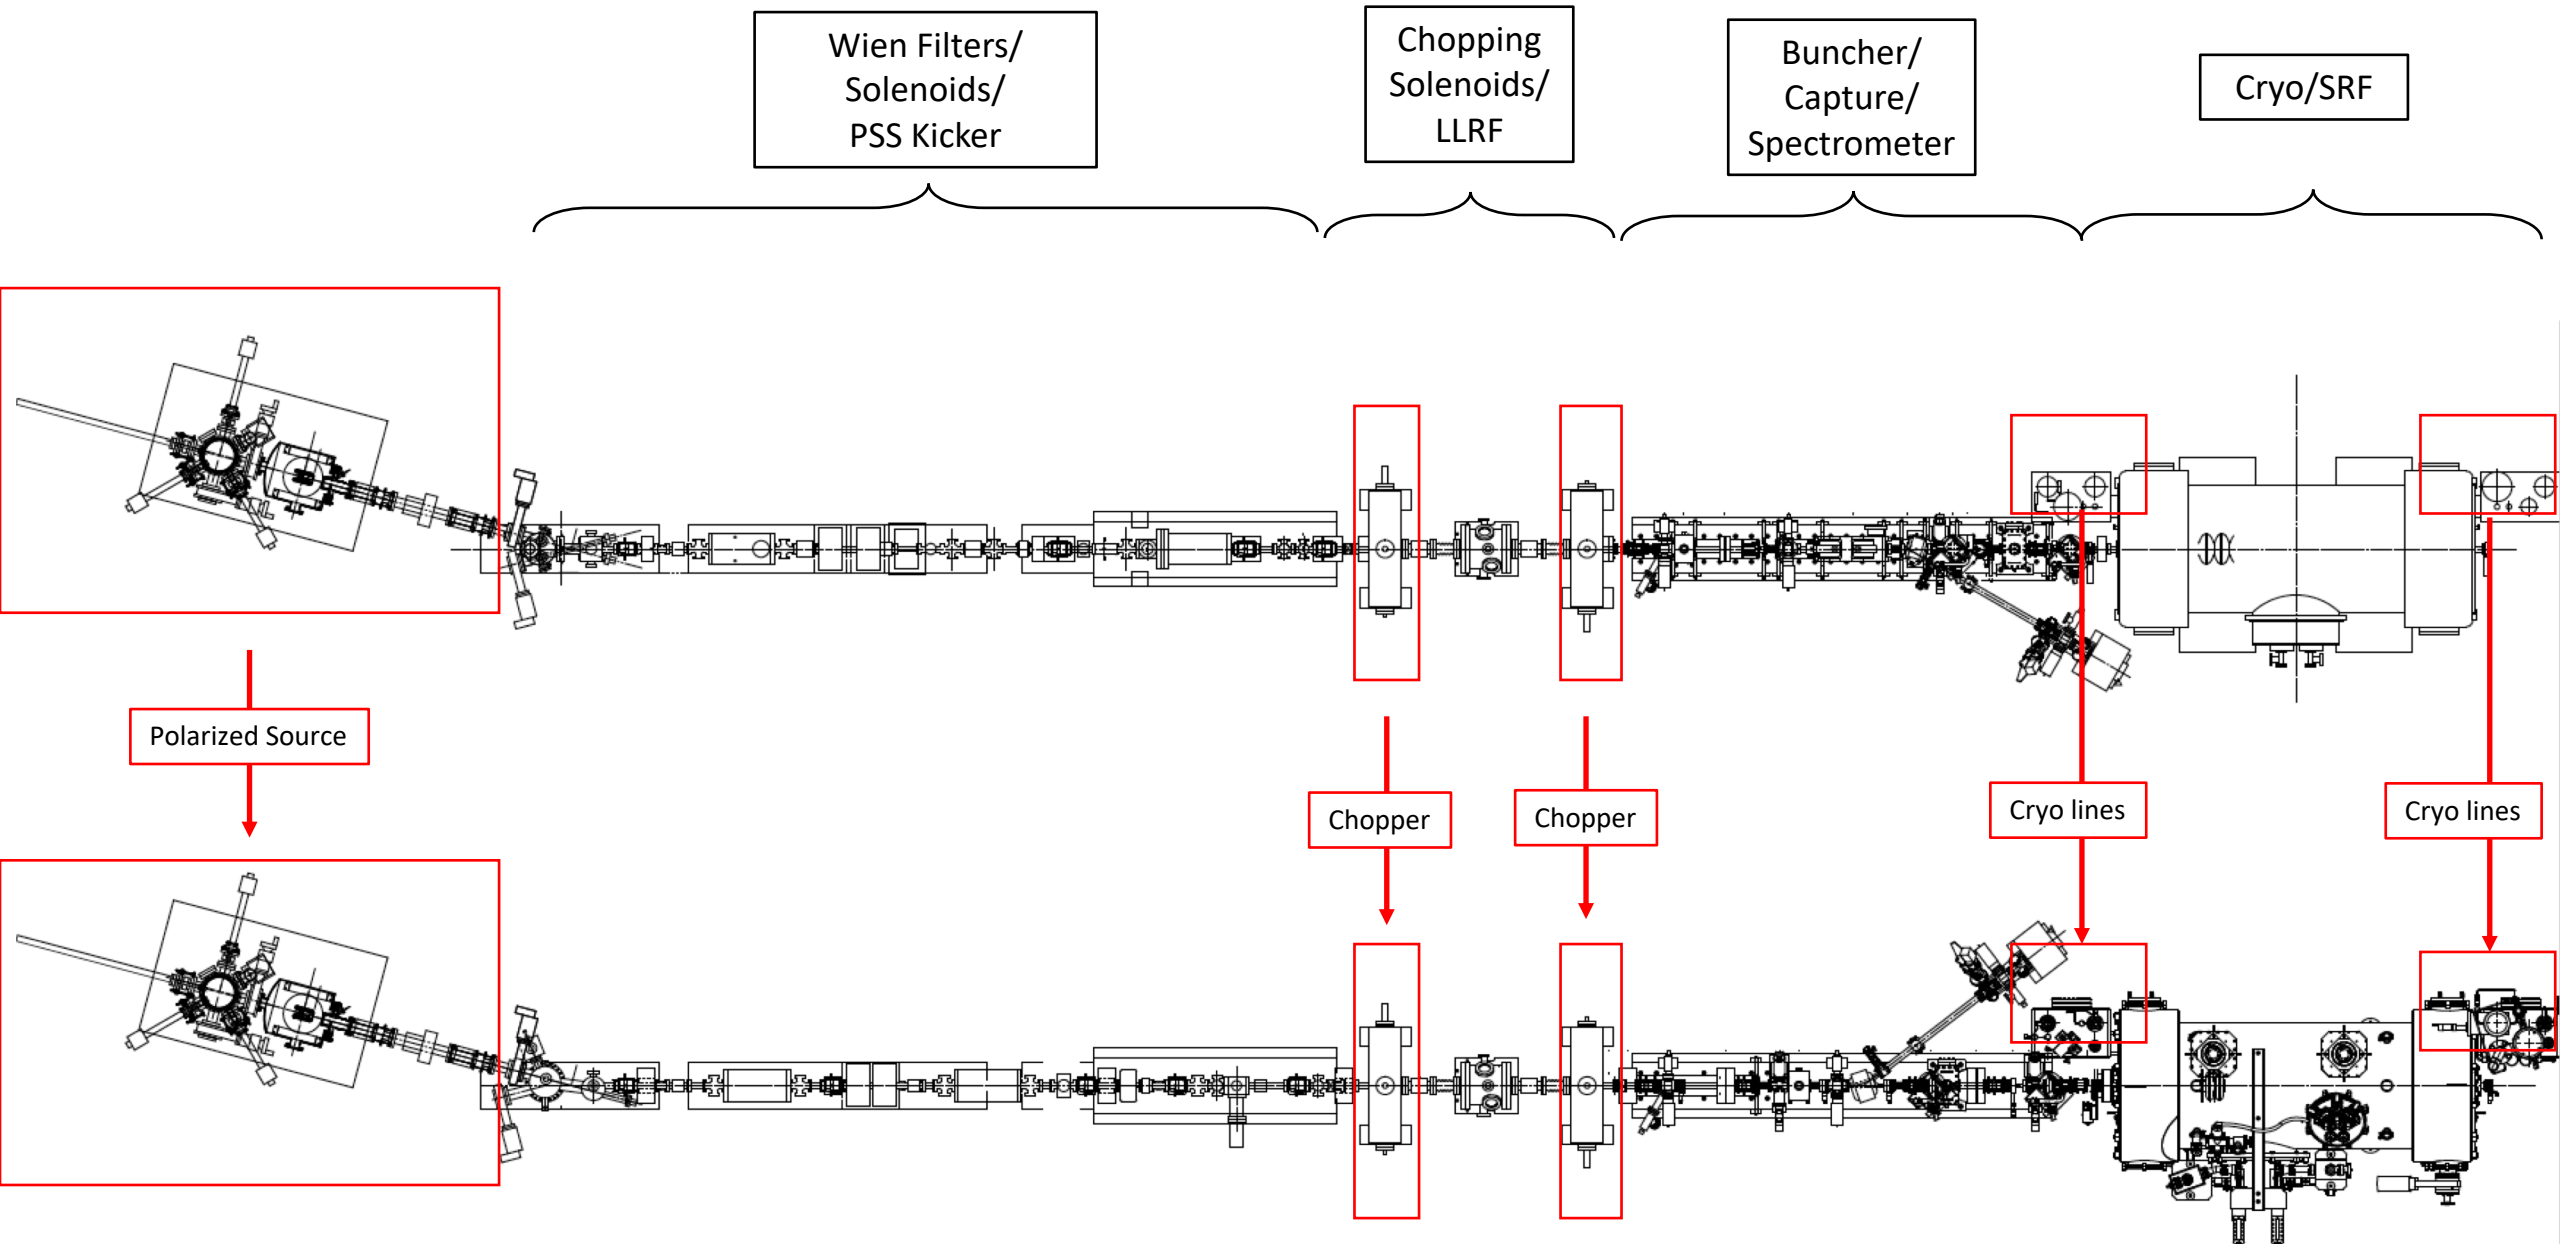 Wien Filters/
Solenoids/
PSS Kicker
Chopping
Solenoids/
LLRF
Buncher/
Capture/
Spectrometer
Cryo/SRF
Polarized Source
Chopper
Chopper
Cryo lines
Cryo lines